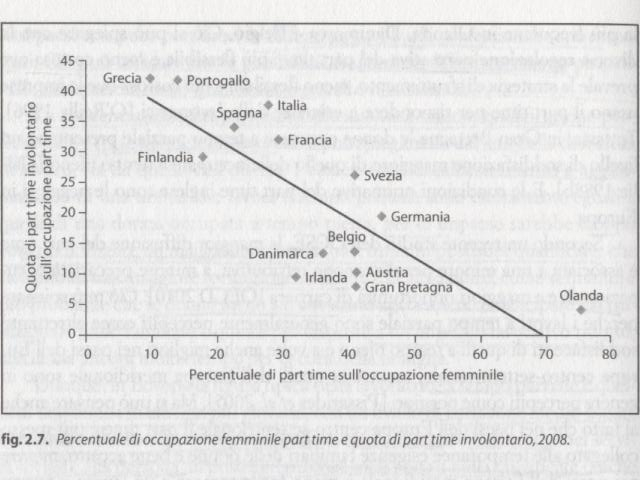 Quota di part time involontario
sull'occupazione part time
45
40
35
30
25
20
15
10
5
0
Grecia
Portogallo
Spagna
Italia
Francia
Finlandia
Svezia
Germania
Belgio
Danimarca
Irlanda
Austria
Gran Bretagna
Olanda
0 10 20 30 40 50 60 70 80
Percentuale di part time sull'occupazione femminile
fig.2.7. Percentuale di occupazione femminile part time e quota di part time involontario, 2008.